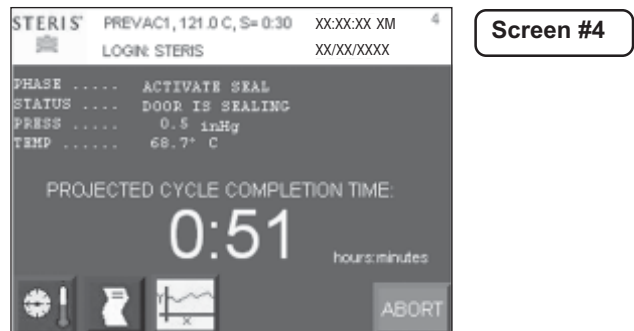 STERIS® PREVAC1, 121.0 C, S= 0:30 XX:XX:XX XM 4
LOGIN: STERIS XX/XX/XXXX
Screen #4
PHASE ..... ACTIVATE SEAL
STATUS .... DOOR IS SEALING
PRESS ..... 0.5 inHg
TEMP ...... 68.7° C
PROJECTED CYCLE COMPLETION TIME:
0:51 hours:minutes
Y
X
ABORT